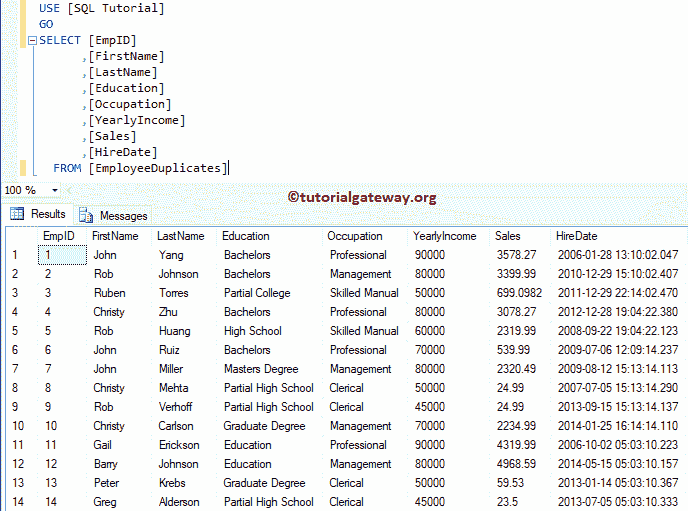 USE [SQL Tutorial]
GO
SELECT [EmpID]
,[FirstName]
,[LastName]
,[Education]
,[Occupation]
,[YearlyIncome]
,[Sales]
,[HireDate]
FROM [EmployeeDuplicates]
100 %
©tutorialgateway.org
Results Messages
EmpID FirstName LastName Education Occupation YearlyIncome Sales HireDate
1 1 John Yang Bachelors Professional 90000 3578.27 2006-01-28 13:10:02.047
2 2 Rob Johnson Bachelors Management 80000 3399.99 2010-12-29 15:10:02.407
3 3 Ruben Torres Partial College Skilled Manual 50000 699.0982 2011-12-29 22:14:02.470
4 4 Christy Zhu Bachelors Professional 80000 3078.27 2012-12-28 19:04:22.380
5 5 Rob Huang High School Skilled Manual 60000 2319.99 2008-09-22 19:04:22.123
6 6 John Ruiz Bachelors Professional 70000 539.99 2009-07-06 12:09:14.237
7 7 John Miller Masters Degree Management 80000 2320.49 2009-08-12 15:13:14.113
8 8 Christy Mehta Partial High School Clerical 50000 24.99 2007-07-05 15:13:14.290
9 9 Rob Verhoff Partial High School Clerical 45000 24.99 2013-09-15 15:13:14.137
10 10 Christy Carlson Graduate Degree Management 70000 2234.99 2014-01-25 16:14:14.110
11 11 Gail Erickson Education Professional 90000 4319.99 2006-10-02 05:03:10.223
12 12 Barry Johnson Education Management 80000 4968.59 2014-05-15 05:03:10.157
13 13 Peter Krebs Graduate Degree Clerical 50000 59.53 2013-01-14 05:03:10.367
14 14 Greg Alderson Partial High School Clerical 45000 23.5 2013-07-05 05:03:10.333